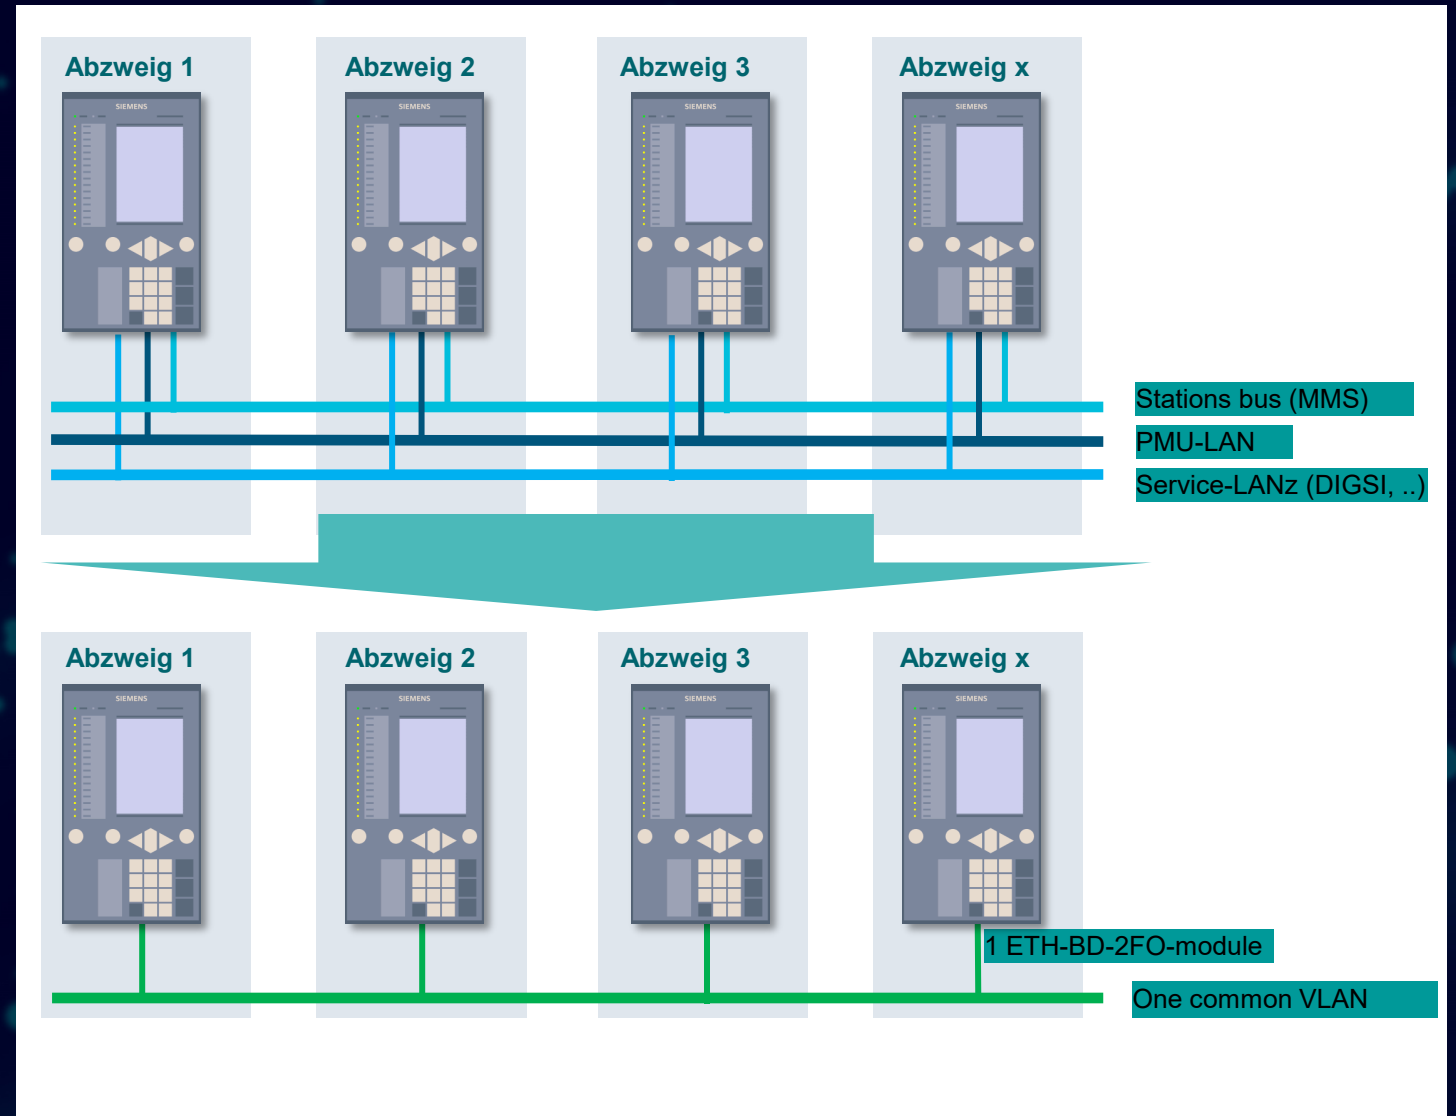 Abzweig 1
Abzweig 2
Abzweig 3
Abzweig x
SIEMENS
SIEMENS
SIEMENS
SIEMENS
Stations bus (MMS)
PMU-LAN
Service-LANz (DIGSI, ..)
Abzweig 1
Abzweig 2
Abzweig 3
Abzweig x
SIEMENS
SIEMENS
SIEMENS
SIEMENS
1 ETH-BD-2FO-module
One common VLAN